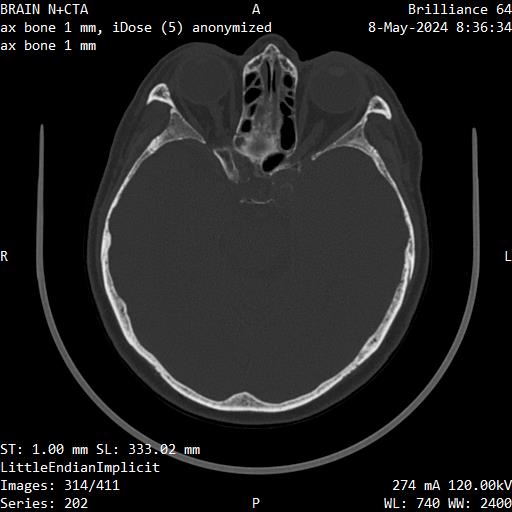 BRAIN N+CTA
ax bone 1 mm, iDose (5) anonymized
ax bone 1 mm
A
Brilliance 64
8-May-2024 8:36:34
R
L
ST: 1.00 mm SL: 333.02 mm
LittleEndianImplicit
Images: 314/411
Series: 202
P
274 mA 120.00kV
WL: 740 WW: 2400